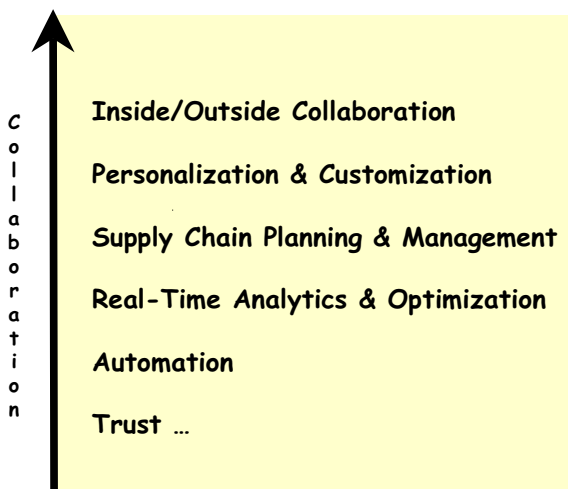 Collaboration
Inside/Outside Collaboration
Personalization & Customization
Supply Chain Planning & Management
Real-Time Analytics & Optimization
Automation
Trust …